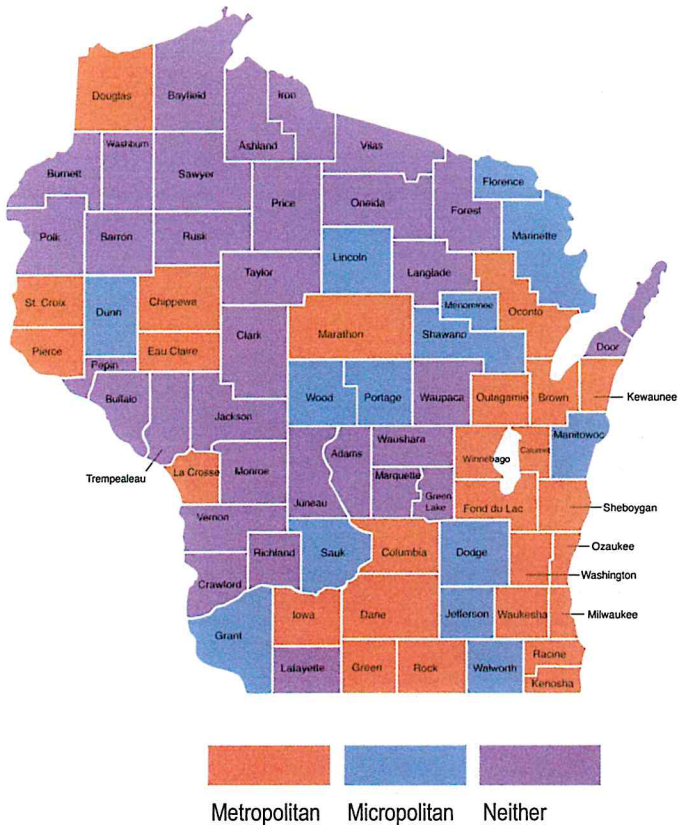 Douglas
Bayfield
Iron
Ashland
Vilas
Washburn
Burnett
Sawyer
Florence
Price
Oneida
Forest
Polk
Barron
Rusk
Marinette
Lincoln
Langlade
Taylor
St. Croix
Dunn
Chippewa
Menominee
Oconto
Clark
Marathon
Shawano
Pierce
Eau Claire
Door
Pepin
Buffalo
Wood
Portage
Waupaca
Outagamie
Brown
Kewaunee
Jackson
Manitowoc
Trempealeau
La Crosse
Monroe
Adams
Waushara
Winnebago
Calumet
Marquette
Juneau
Green
Lake
Fond du Lac
Sheboygan
Vernon
Richland
Sauk
Columbia
Dodge
Ozaukee
Washington
Crawford
Iowa
Dane
Jefferson
Waukesha
Milwaukee
Grant
Lafayette
Green
Rock
Walworth
Racine
Kenosha
Metropolitan
Micropolitan
Neither